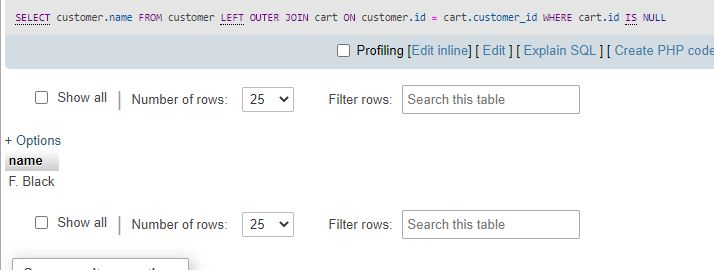 SELECT customer.name FROM customer LEFT OUTER JOIN cart ON customer.id = cart.customer_id WHERE cart.id IS NULL
Profiling [Edit inline] [ Edit ] [ Explain SQL ] [ Create PHP code
Show all | Number of rows: 25 Filter rows: Search this table
+ Options
name
F. Black
Show all | Number of rows: 25 Filter rows: Search this table